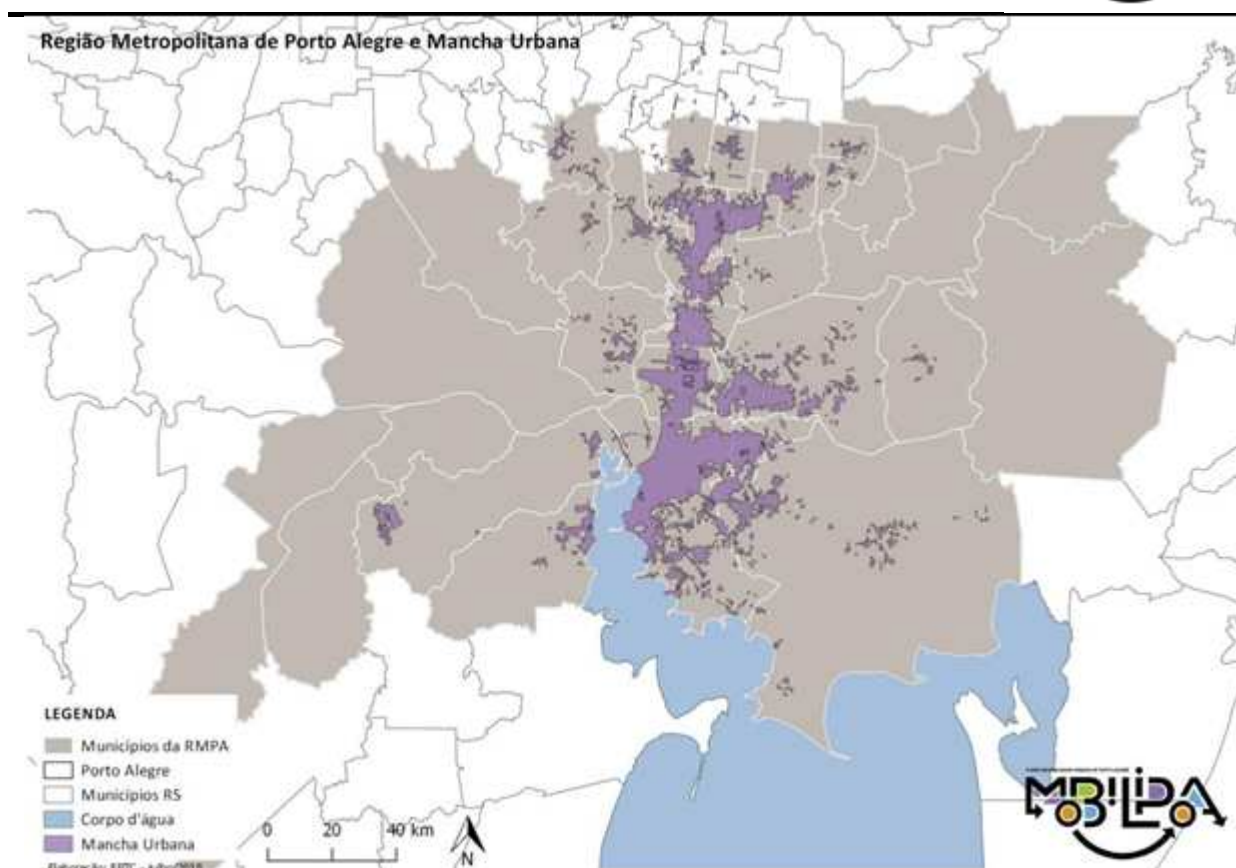 Região Metropolitana de Porto Alegre e Mancha Urbana
LEGENDA
Municípios da RMPA
Porto Alegre
Municípios RS
Corpo d'água
Mancha Urbana
0 20 40 km
N
MOBILIPOA